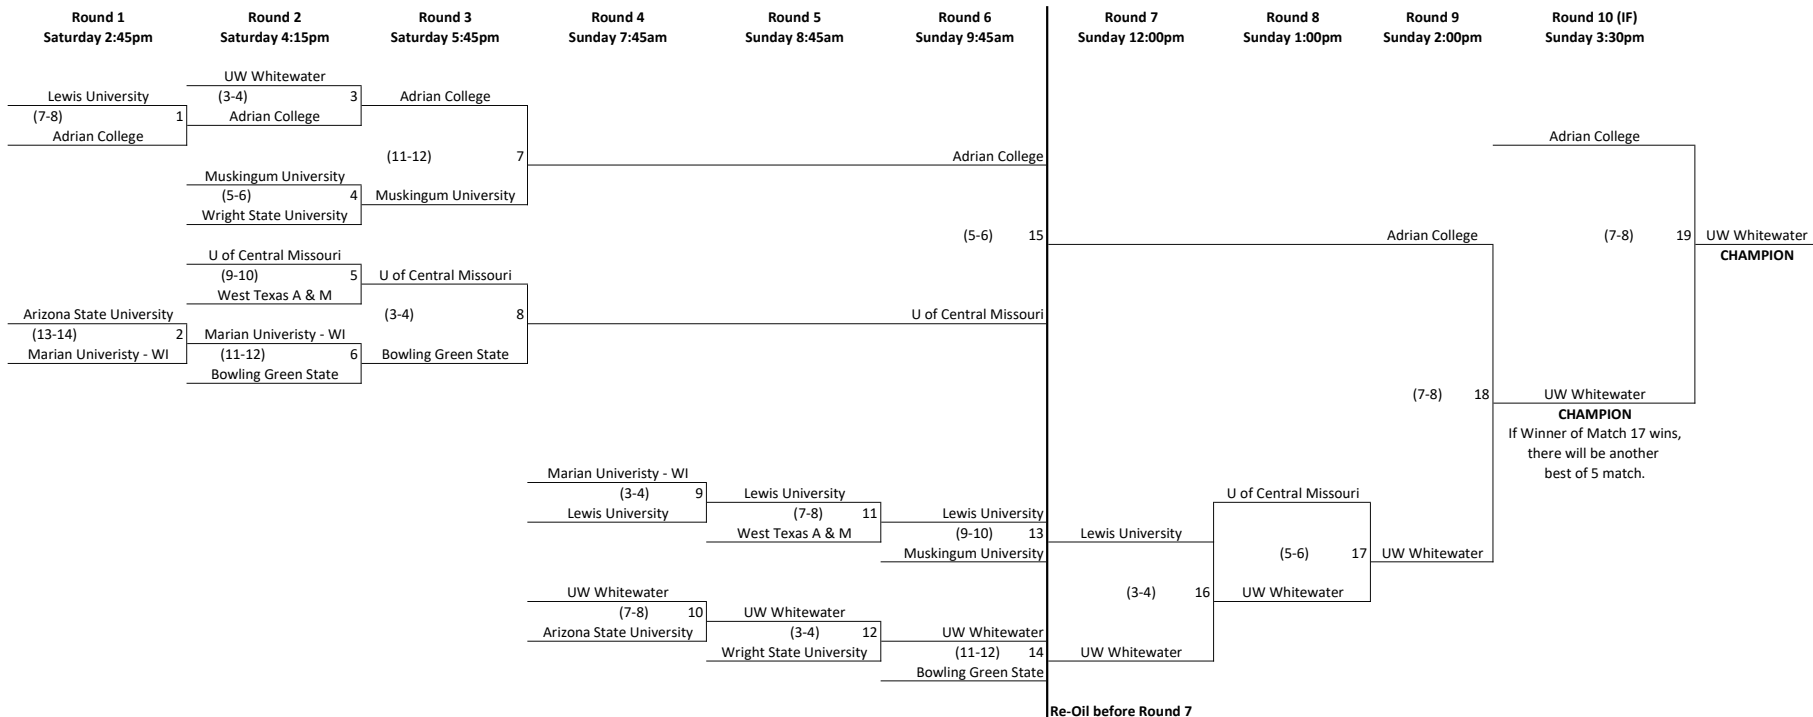 Round 1 Round 2 Round 3 Round 4 Round 5 Round 6 Round 7 Round 8 Round 9 Round 10 (IF)
Saturday 2:45pm Saturday 4:15pm Saturday 5:45pm Sunday 7:45am Sunday 8:45am Sunday 9:45am Sunday 12:00pm Sunday 1:00pm Sunday 2:00pm Sunday 3:30pm
UW Whitewater
Lewis University (3-4) 3 Adrian College
(7-8) 1 Adrian College
Adrian College Adrian College
(11-12) 7 Adrian College
Muskingum University
(5-6) 4 Muskingum University
Wright State University
(5-6) 15 Adrian College (7-8) 19 UW Whitewater
U of Central Missouri CHAMPION
(9-10) 5 U of Central Missouri
West Texas A & M
Arizona State University (3-4) 8 U of Central Missouri
(13-14) 2 Marian Univeristy - WI
Marian Univeristy - WI (11-12) 6 Bowling Green State
Bowling Green State
(7-8) 18 UW Whitewater
CHAMPION
If Winner of Match 17 wins,
there will be another
best of 5 match.
Marian Univeristy - WI
(3-4) 9 Lewis University U of Central Missouri
Lewis University (7-8) 11 Lewis University
West Texas A & M (9-10) 13 Lewis University
Muskingum University (5-6) 17 UW Whitewater
UW Whitewater (3-4) 16 UW Whitewater
(7-8) 10 UW Whitewater
Arizona State University (3-4) 12 UW Whitewater
Wright State University (11-12) 14 UW Whitewater
Bowling Green State
Re-Oil before Round 7